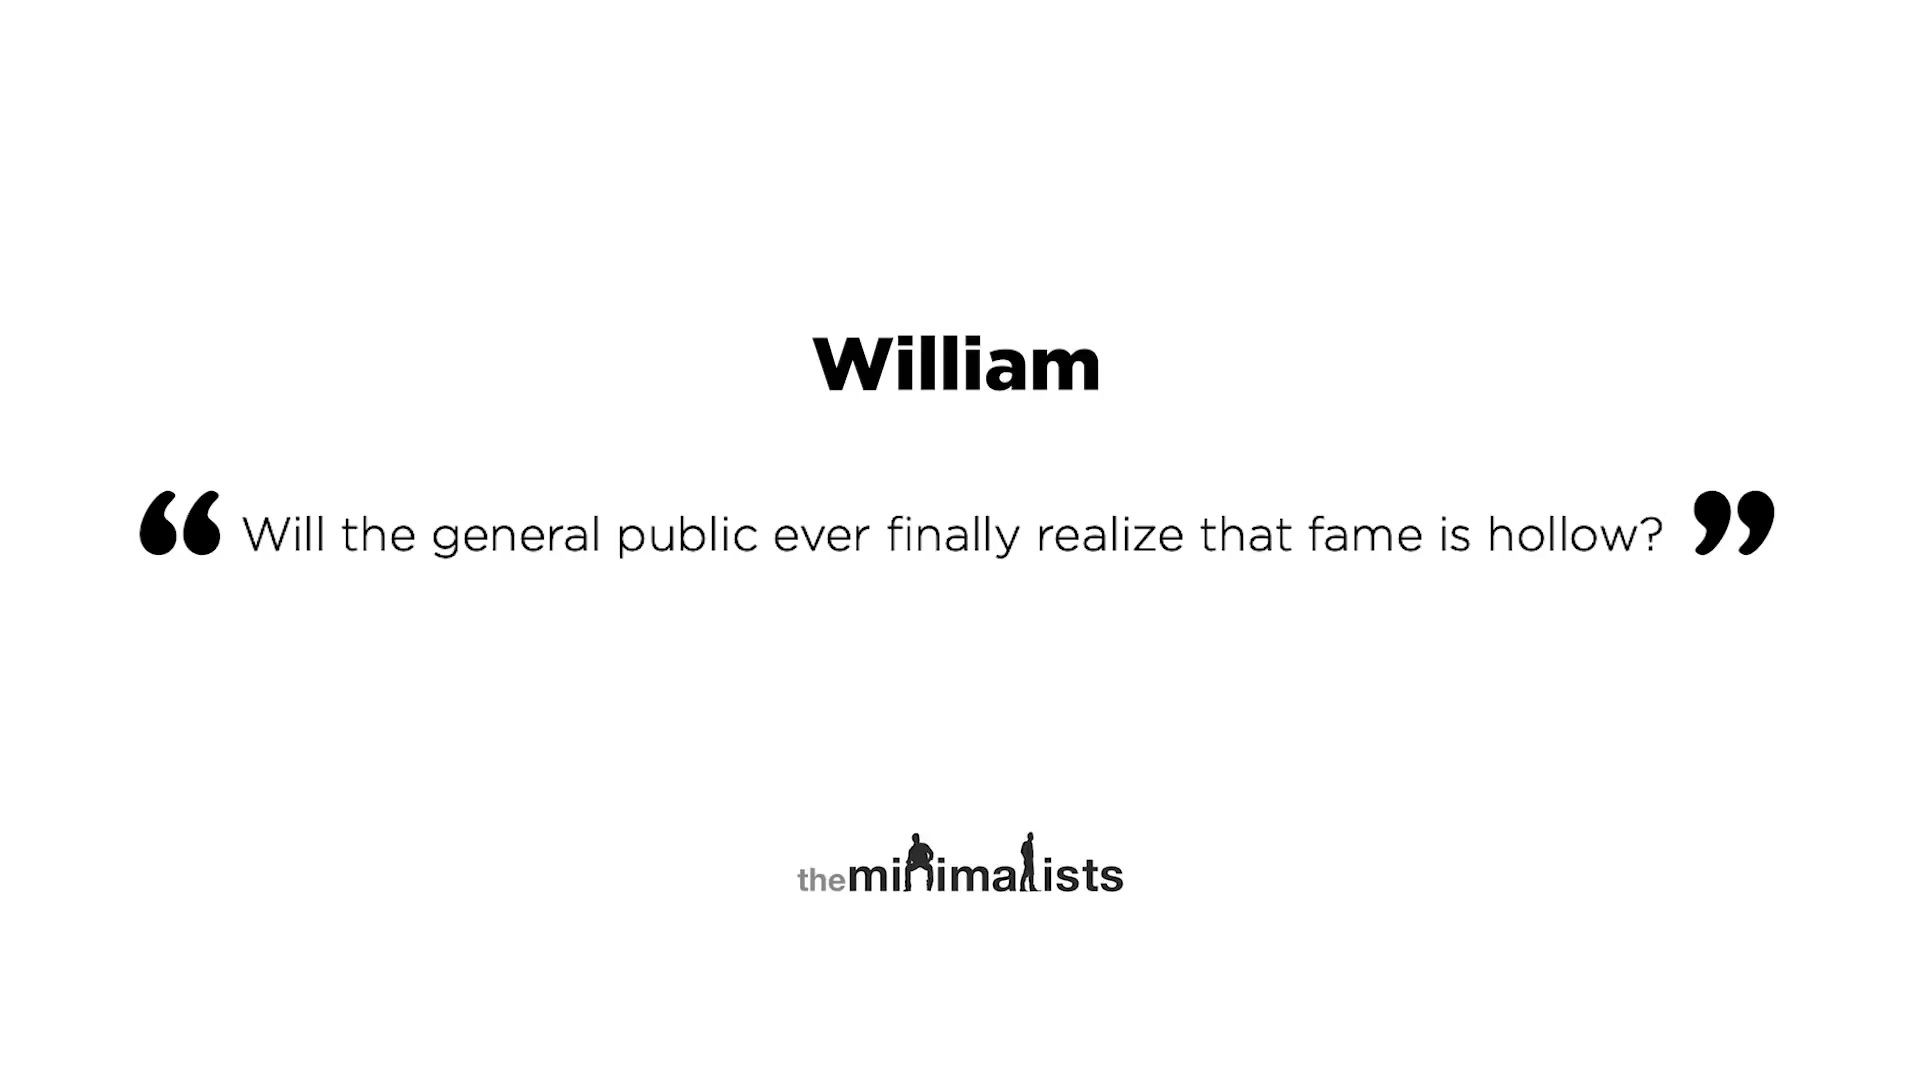 William
“Will the general public ever finally realize that fame is hollow?”
theminimalists